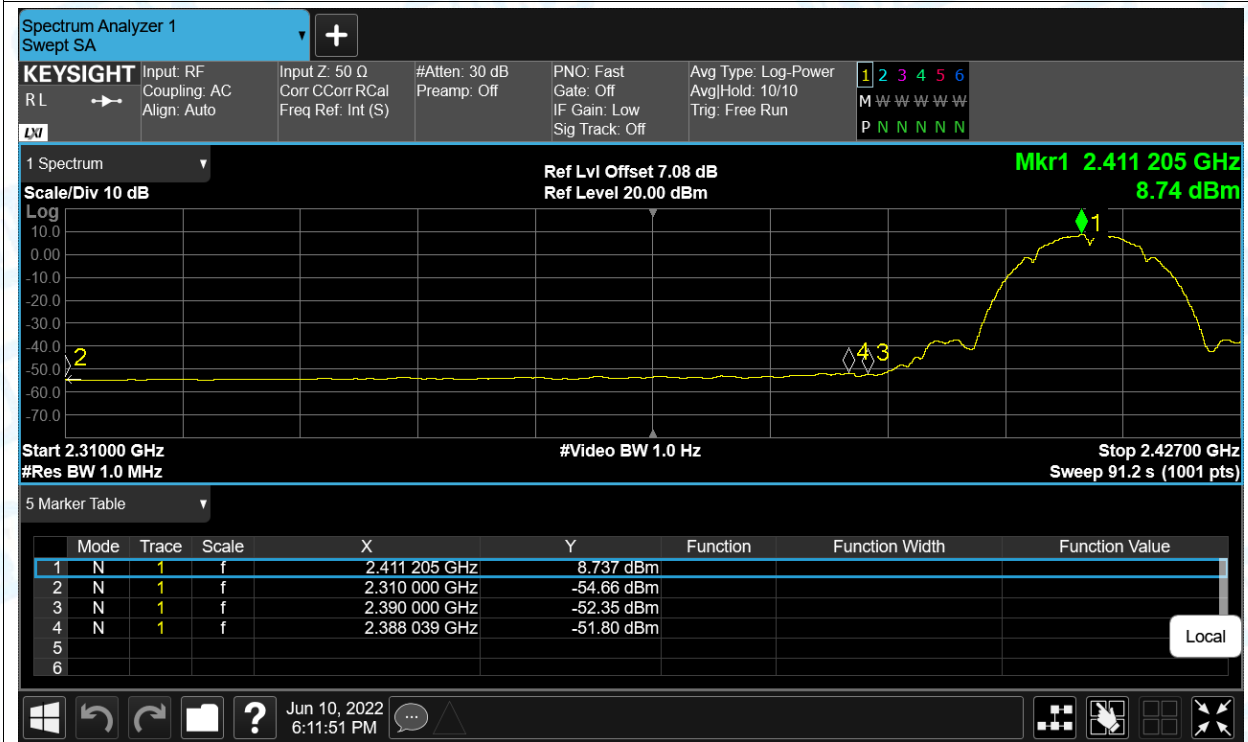 Spectrum Analyzer 1
Swept SA
+
KEYSIGHT
R L
LXI
Input: RF
Coupling: AC
Align: Auto
Input Z: 50 Ω
Corr CCorr RCal
Freq Ref: Int (S)
#Atten: 30 dB
Preamp: Off
PNO: Fast
Gate: Off
IF Gain: Low
Sig Track: Off
Avg Type: Log-Power
Avg|Hold: 10/10
Trig: Free Run
1 2 3 4 5 6
M W W W W W
P N N N N N
1 Spectrum
Scale/Div 10 dB
Ref Lvl Offset 7.08 dB
Ref Level 20.00 dBm
Mkr1 2.411 205 GHz
8.74 dBm
Log
10.0
0.00
-10.0
-20.0
-30.0
-40.0
-50.0
-60.0
-70.0
1
2
4 3
Start 2.31000 GHz
#Res BW 1.0 MHz
#Video BW 1.0 Hz
Stop 2.42700 GHz
Sweep 91.2 s (1001 pts)
5 Marker Table
Mode Trace Scale X Y Function Function Width Function Value
1 N 1 f 2.411 205 GHz 8.737 dBm
2 N 1 f 2.310 000 GHz -54.66 dBm
3 N 1 f 2.390 000 GHz -52.35 dBm
4 N 1 f 2.388 039 GHz -51.80 dBm
5
6
Local
?
Jun 10, 2022
6:11:51 PM